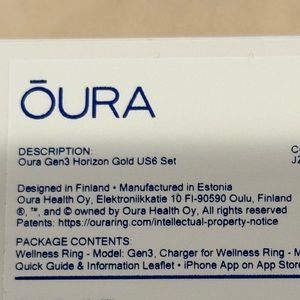 ŌURA
DESCRIPTION:
Oura Gen3 Horizon Gold US6 Set
Designed in Finland • Manufactured in Estonia
Oura Health Oy, Elektroniikkatie 10 FI-90590 Oulu, Finland
®, ™, and © owned by Oura Health Oy, All rights reserved
Patents: https://ouraring.com/intellectual-property-notice
PACKAGE CONTENTS:
Wellness Ring - Model: Gen3, Charger for Wellness Ring -
Quick Guide & Information Leaflet • iPhone App on App